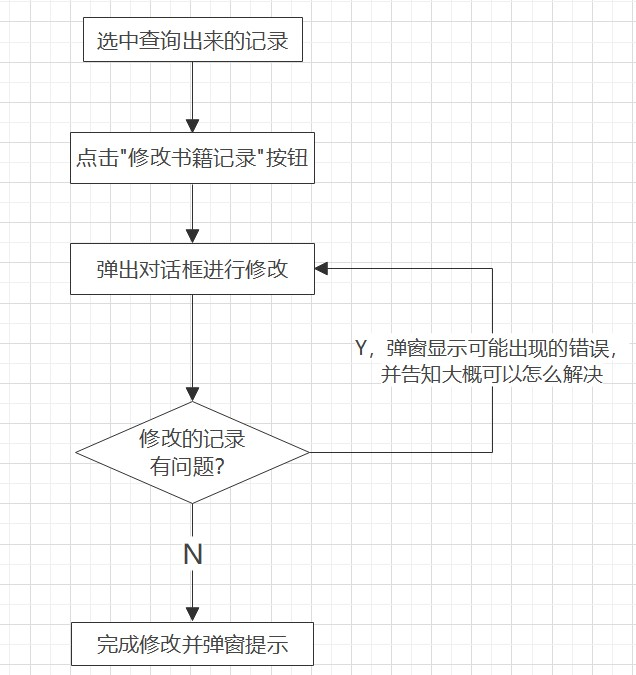 选中查询出来的记录
点击"修改书籍记录"按钮
弹出对话框进行修改
Y，弹窗显示可能出现的错误，
并告知大概可以怎么解决
修改的记录
有问题？
N
完成修改并弹窗提示